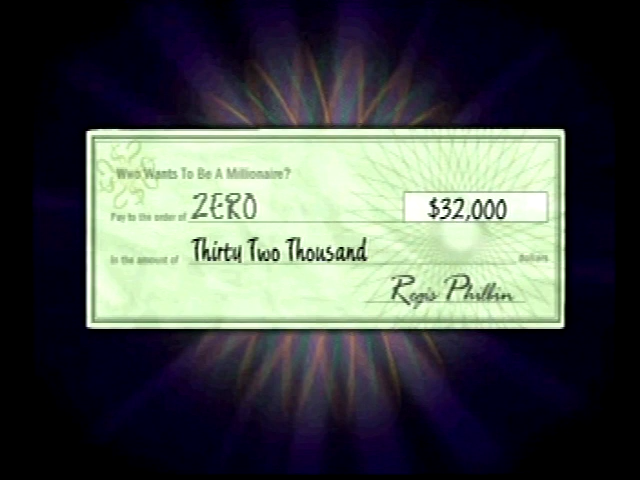 Who Wants To Be A Millionaire?
Pay to the order of ZERO $32,000
In the amount of Thirty Two Thousand dollars
Regis Philbin